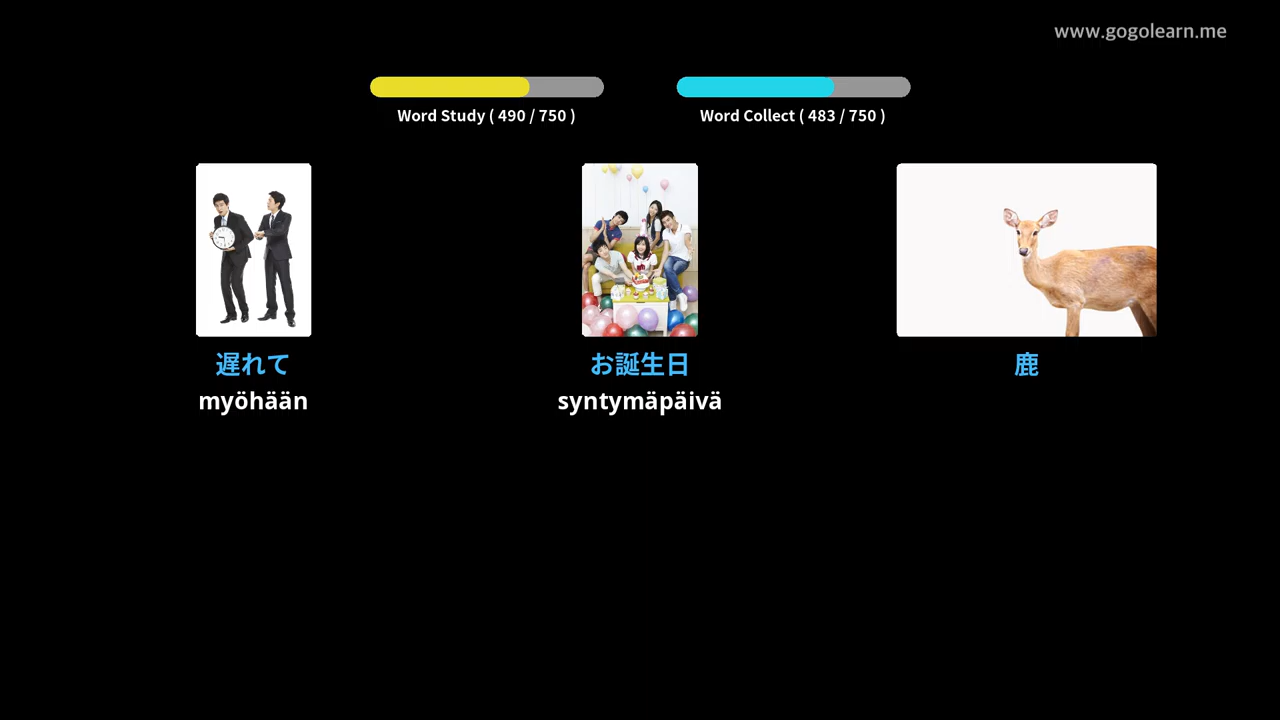 www.gogolearn.me
Word Study ( 490 / 750 )
Word Collect ( 483 / 750 )
遅れて
myöhään
お誕生日
syntymäpäivä
鹿